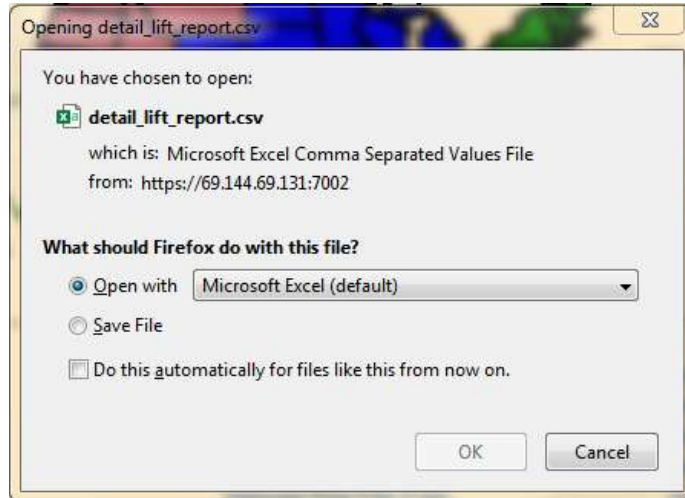 Opening detail_lift_report.csv
You have chosen to open:
detail_lift_report.csv
which is: Microsoft Excel Comma Separated Values File
from: https://69.144.69.131:7002
What should Firefox do with this file?
Open with Microsoft Excel (default)
Save File
Do this automatically for files like this from now on.
OK Cancel